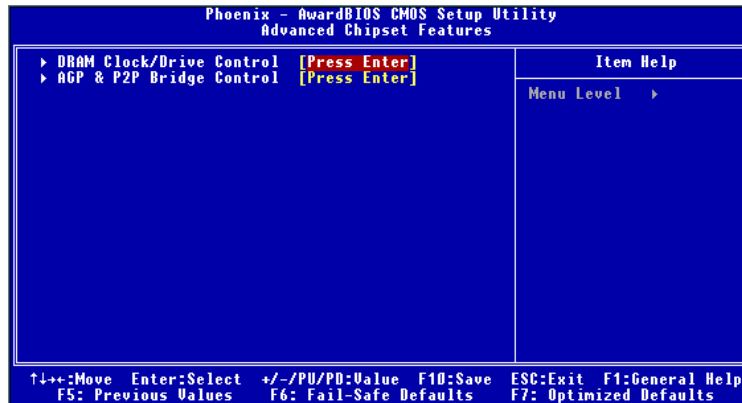 Phoenix - AwardBIOS CMOS Setup Utility
Advanced Chipset Features
▸ DRAM Clock/Drive Control [Press Enter]
▸ AGP & P2P Bridge Control [Press Enter]
Item Help
Menu Level ▸
↑↓→←:Move Enter:Select +/-/PU/PD:Value F10:Save ESC:Exit F1:General Help
F5: Previous Values F6: Fail-Safe Defaults F7: Optimized Defaults